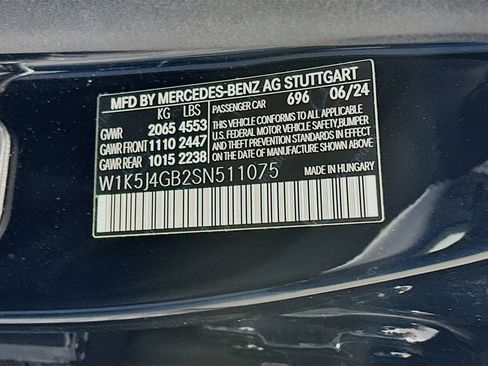 MFD BY MERCEDES-BENZ AG STUTTGART
KG LBS PASSENGER CAR 696 06/24
GVWR 2065 4553
GAWR FRONT 1110 2447
GAWR REAR 1015 2238
THIS VEHICLE CONFORMS TO ALL APPLICABLE
U.S. FEDERAL MOTOR VEHICLE SAFETY, BUMPER
AND THEFT PREVENTION STANDARDS IN EFFECT
ON THE DATE OF MANUFACTURE SHOWN ABOVE.
W1K5J4GB2SN511075 MADE IN HUNGARY